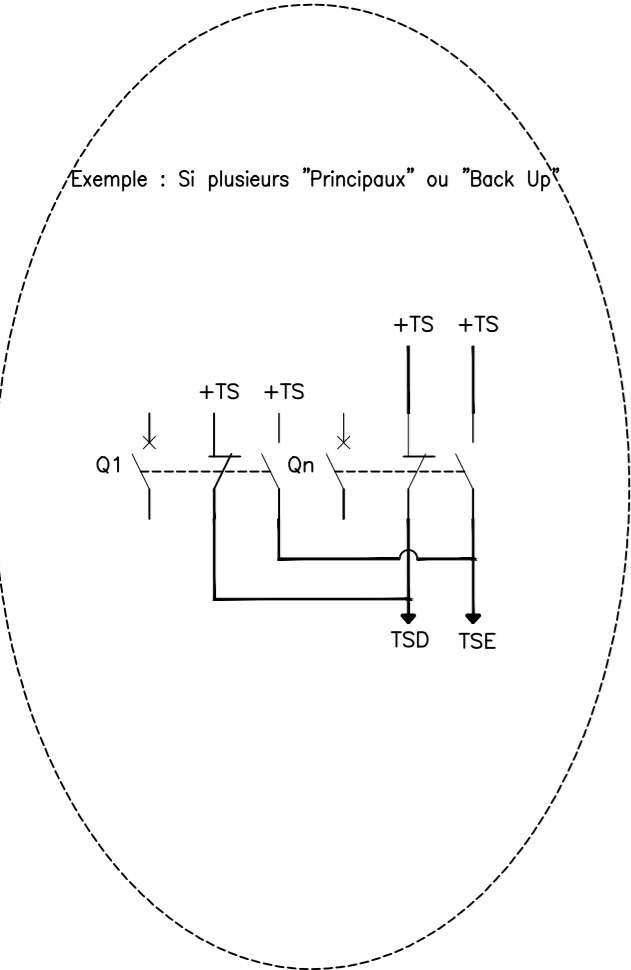 Exemple : Si plusieurs "Principaux" ou "Back Up"
+TS +TS
+TS +TS
Q1 Qn
TSD TSE